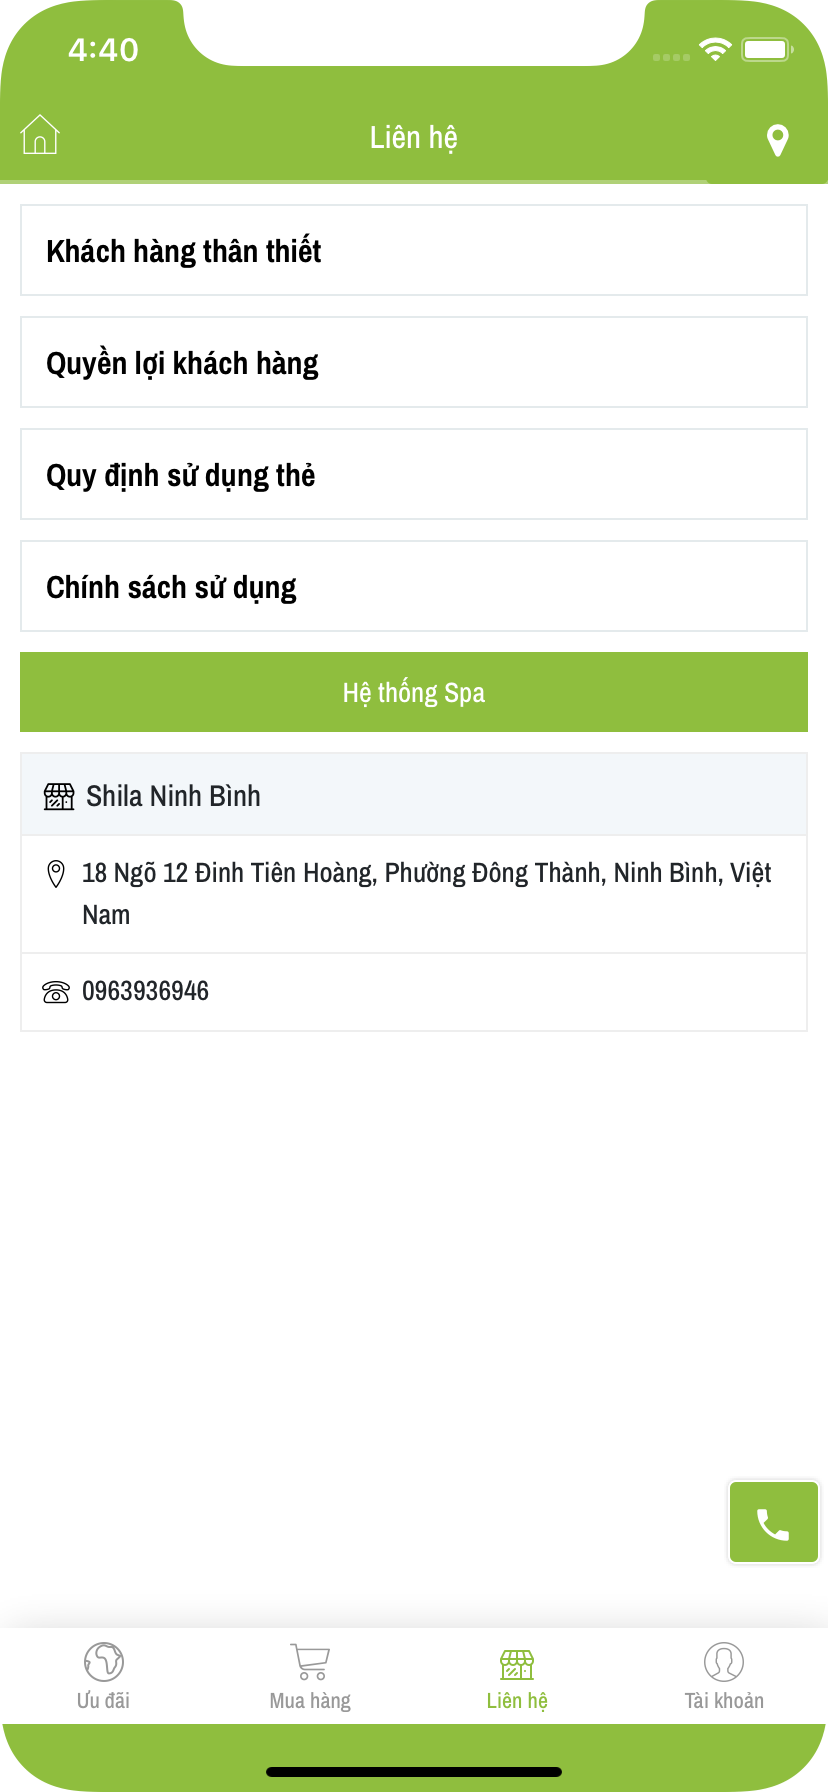 4:40
Liên hệ
Khách hàng thân thiết
Quyền lợi khách hàng
Quy định sử dụng thẻ
Chính sách sử dụng
Hệ thống Spa
Shila Ninh Bình
18 Ngõ 12 Đinh Tiên Hoàng, Phường Đông Thành, Ninh Bình, Việt
Nam
0963936946
Ưu đãi
Mua hàng
Liên hệ
Tài khoản